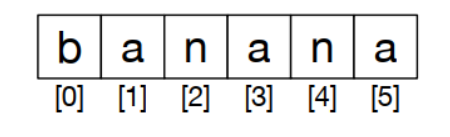 b a n a n a
[0] [1] [2] [3] [4] [5]